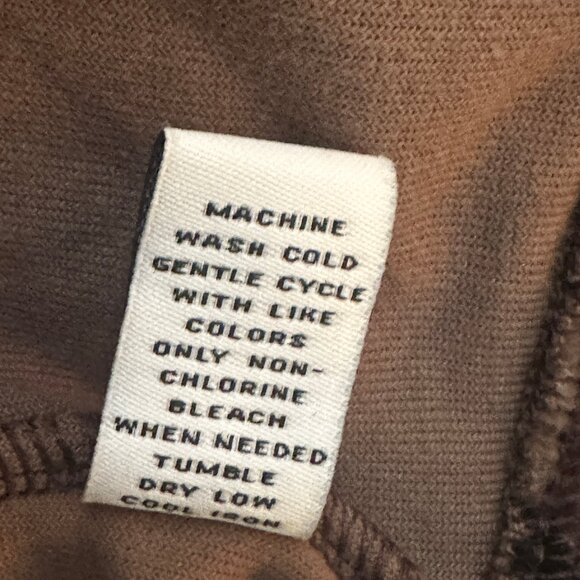 MACHINE
WASH COLD
GENTLE CYCLE
WITH LIKE
COLORS
ONLY NON-
CHLORINE
BLEACH
WHEN NEEDED
TUMBLE
DRY LOW
COOL IRON